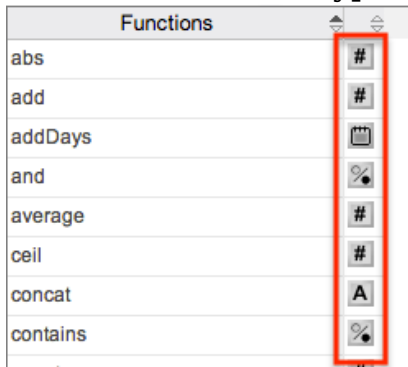 Functions
abs #
add #
addDays
and
average #
ceil #
concat A
contains